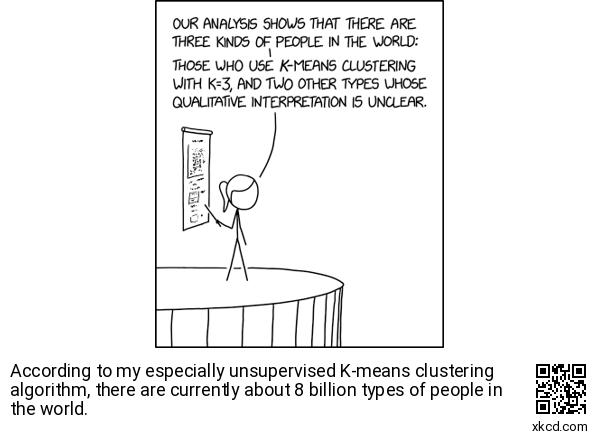 OUR ANALYSIS SHOWS THAT THERE ARE
THREE KINDS OF PEOPLE IN THE WORLD:
THOSE WHO USE K-MEANS CLUSTERING
WITH K=3, AND TWO OTHER TYPES WHOSE
QUALITATIVE INTERPRETATION IS UNCLEAR.
According to my especially unsupervised K-means clustering
algorithm, there are currently about 8 billion types of people in
the world.
xkcd.com